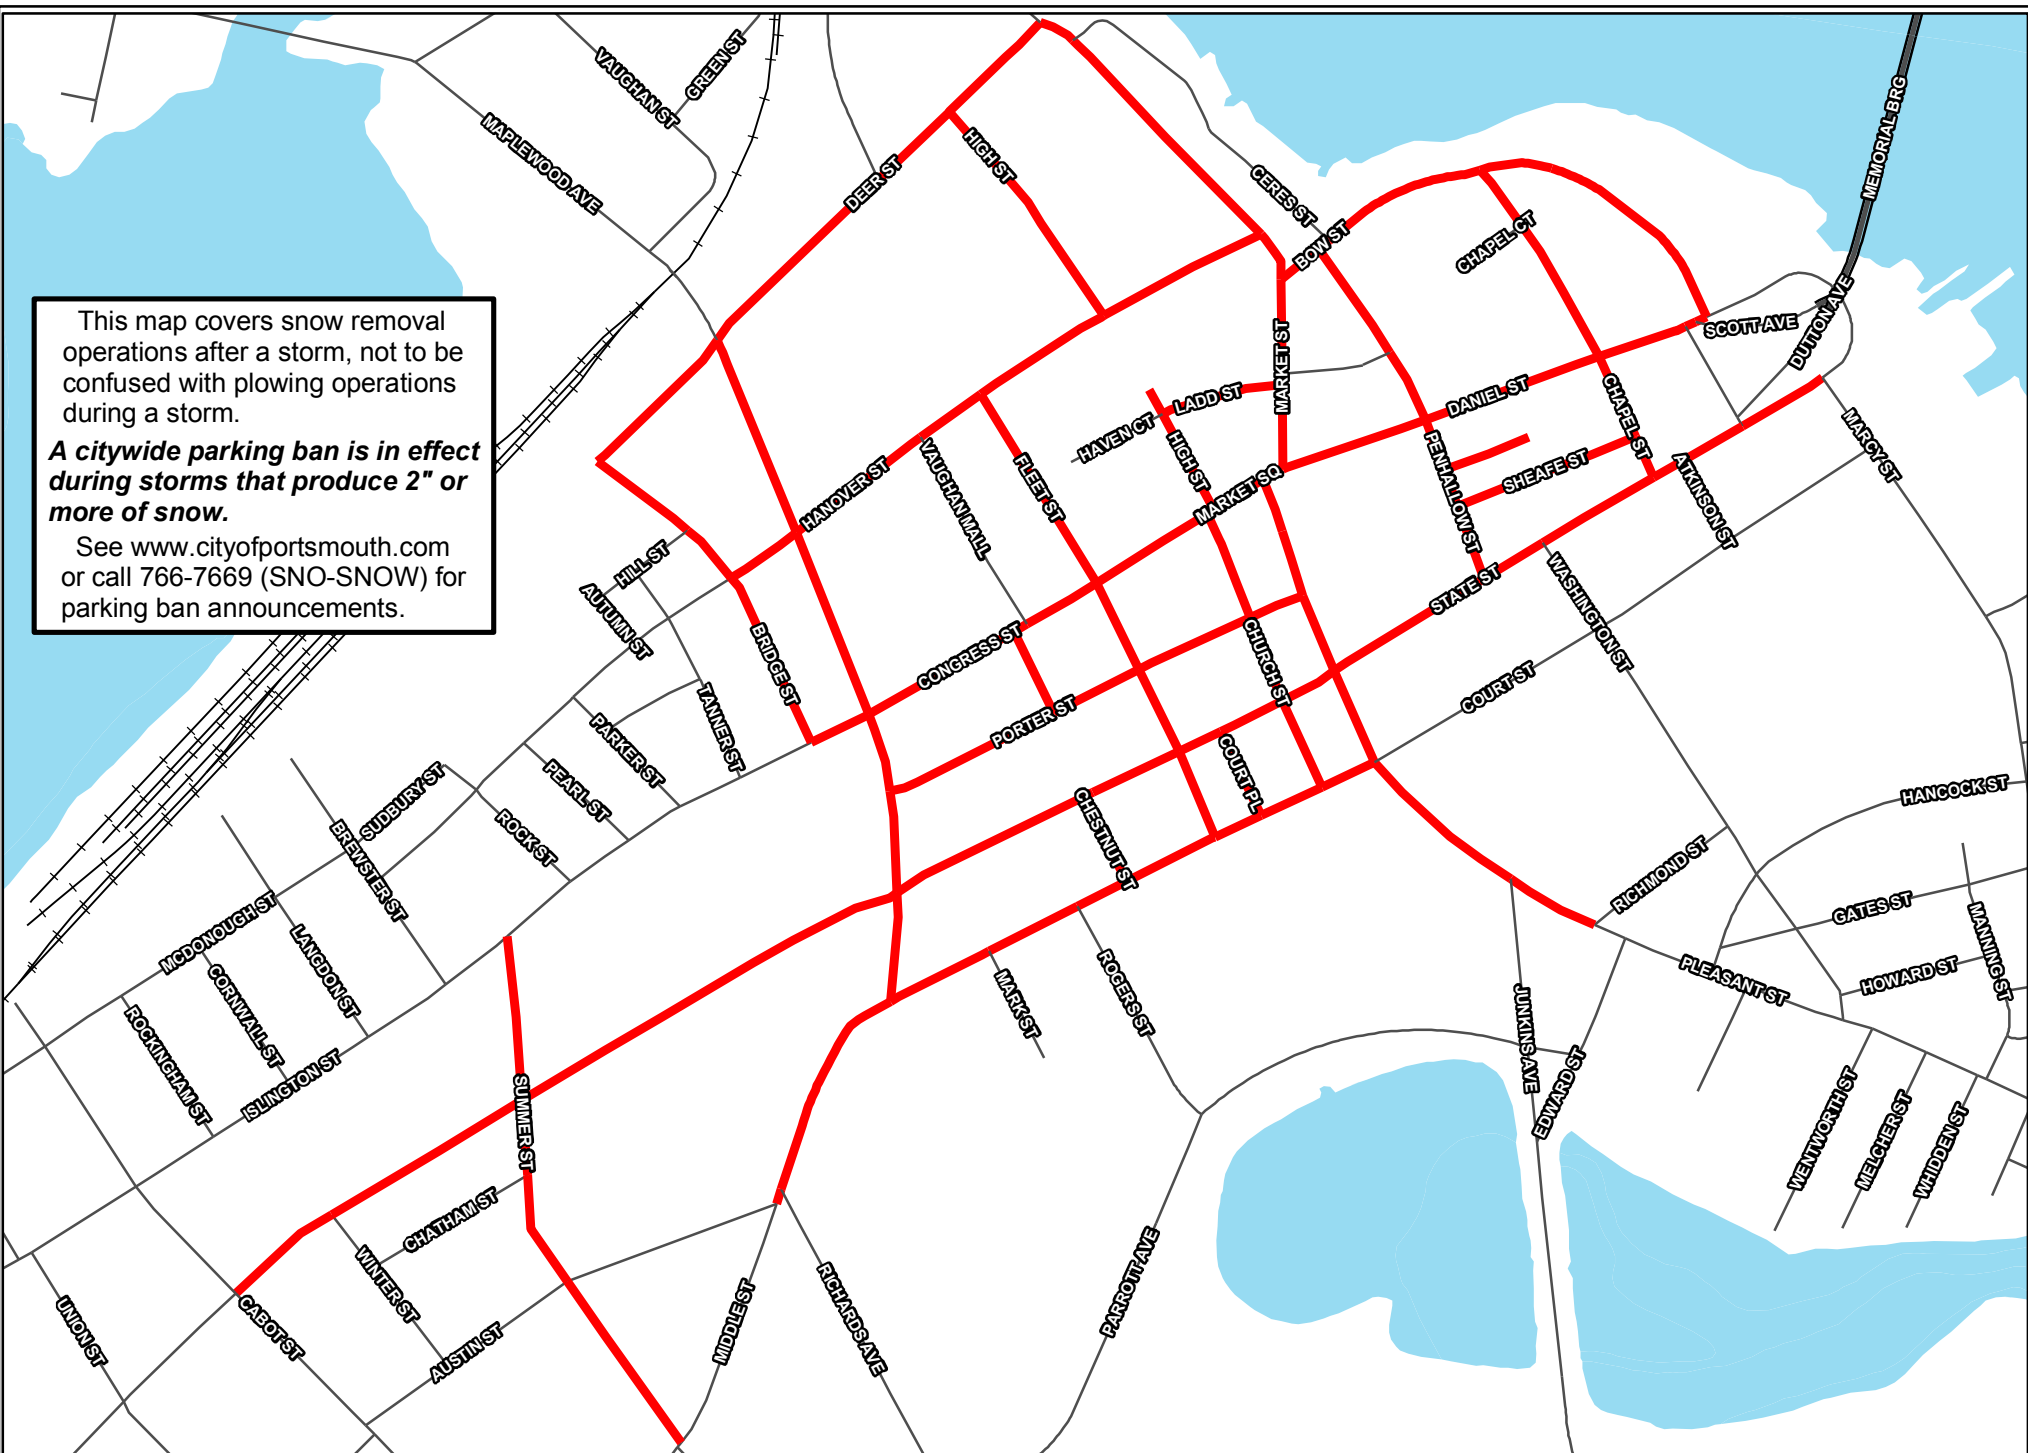 VAUGHAN ST
GREEN ST
MAPLEWOOD AVE
DEER ST
HIGH ST
CERES ST
BOW ST
CHAPEL CT
MEMORIAL BRG
SCOTT AVE
DUTTON AVE
This map covers snow removal
operations after a storm, not to be
confused with plowing operations
during a storm.
A citywide parking ban is in effect
during storms that produce 2" or
more of snow.
See www.cityofportsmouth.com
or call 766-7669 (SNO-SNOW) for
parking ban announcements.
MARKET ST
LADD ST
HAVEN CT
DANIEL ST
CHAPEL ST
MARCY ST
HANOVER ST
VAUGHAN MALL
FLEET ST
HIGH ST
MARKET SQ
PENHALLOW ST
SHEAFE ST
ATKINSON ST
HILL ST
AUTUMN ST
BRIDGE ST
CONGRESS ST
CHURCH ST
STATE ST
WASHINGTON ST
COURT ST
TANNER ST
PARKER ST
PORTER ST
PEARL ST
SUDBURY ST
ROCK ST
BREWSTER ST
CHESTNUT ST
COURT PL
HANCOCK ST
RICHMOND ST
GATES ST
MANNING ST
HOWARD ST
PLEASANT ST
MCDONOUGH ST
LANGDON ST
CORNWALL ST
ROCKINGHAM ST
ISLINGTON ST
MARK ST
ROGERS ST
JUNKINS AVE
EDWARD ST
WENTWORTH ST
MELCHER ST
WHIDDEN ST
SUMMER ST
CHATHAM ST
WINTER ST
UNION ST
CABOT ST
AUSTIN ST
MIDDLE ST
RICHARDS AVE
PARROTT AVE